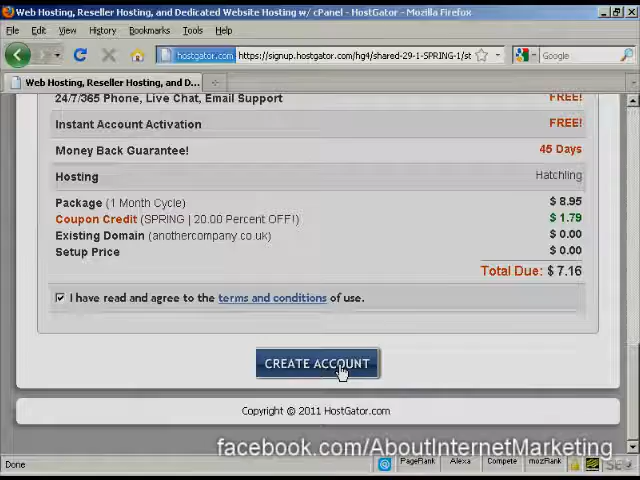 Web Hosting, Reseller Hosting, and Dedicated Website Hosting w/ cPanel - HostGator - Mozilla Firefox
File Edit View History Bookmarks Tools Help
hostgator.com https://signup.hostgator.com/hg4/shared-29-1-SPRING-1/st Google
Web Hosting, Reseller Hosting, and D...
24/7/365 Phone, Live Chat, Email Support FREE!
Instant Account Activation FREE!
Money Back Guarantee! 45 Days
Hosting Hatchling
Package (1 Month Cycle) $ 8.95
Coupon Credit (SPRING | 20.00 Percent OFF!) $ 1.79
Existing Domain (anothercompany.co.uk) $ 0.00
Setup Price $ 0.00
Total Due: $ 7.16
I have read and agree to the terms and conditions of use.
CREATE ACCOUNT
Copyright © 2011 HostGator.com
facebook.com/AboutInternetMarketing
Done PageRank Alexa Compete mozRank